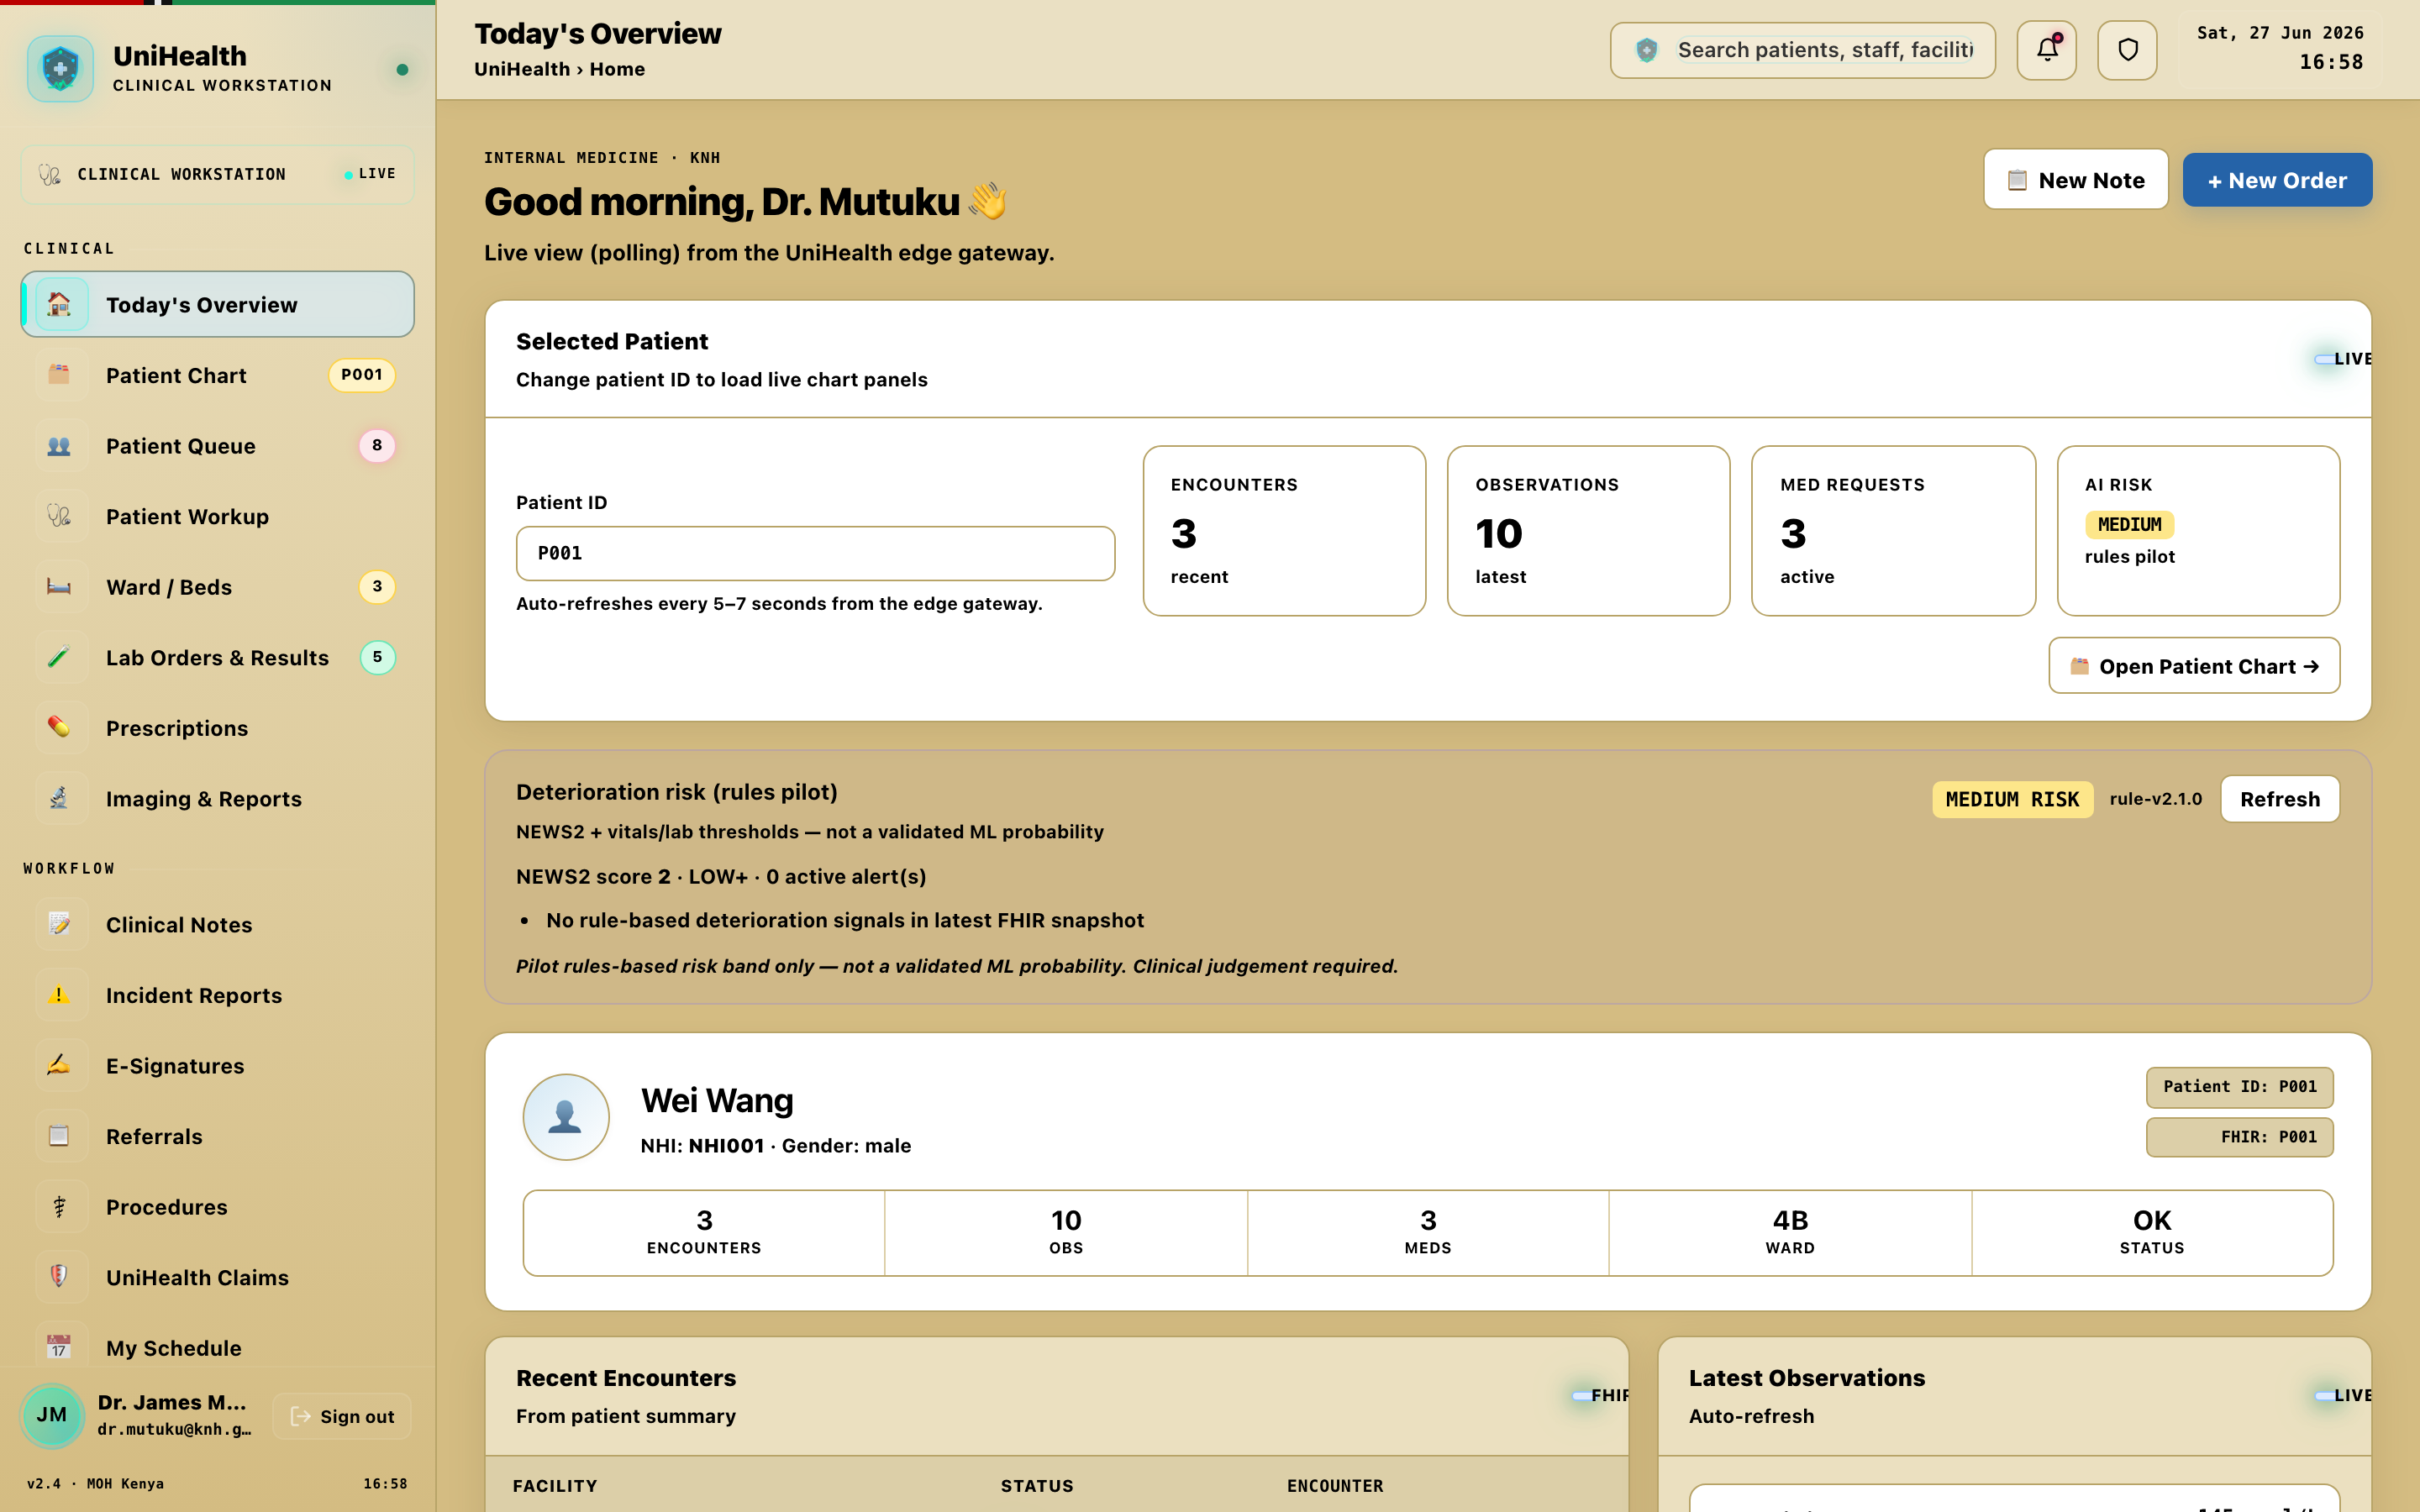 UniHealth
CLINICAL WORKSTATION
CLINICAL WORKSTATION
LIVE
CLINICAL
Today's Overview
Patient Chart
P001
Patient Queue
8
Patient Workup
Ward / Beds
3
Lab Orders & Results
5
Prescriptions
Imaging & Reports
WORKFLOW
Clinical Notes
Incident Reports
E-Signatures
Referrals
Procedures
UniHealth Claims
My Schedule
JM
Dr. James M...
dr.mutuku@knh.g…
Sign out
v2.4 · MOH Kenya
16:58
Today's Overview
UniHealth › Home
Search patients, staff, faciliti
Sat, 27 Jun 2026
16:58
INTERNAL MEDICINE · KNH
Good morning, Dr. Mutuku 👋
Live view (polling) from the UniHealth edge gateway.
New Note
+ New Order
Selected Patient
Change patient ID to load live chart panels
LIVE
Patient ID
P001
Auto-refreshes every 5–7 seconds from the edge gateway.
ENCOUNTERS
3
recent
OBSERVATIONS
10
latest
MED REQUESTS
3
active
AI RISK
MEDIUM
rules pilot
Open Patient Chart →
Deterioration risk (rules pilot)
NEWS2 + vitals/lab thresholds — not a validated ML probability
MEDIUM RISK
rule-v2.1.0
Refresh
NEWS2 score 2 · LOW+ · 0 active alert(s)
• No rule-based deterioration signals in latest FHIR snapshot
Pilot rules-based risk band only — not a validated ML probability. Clinical judgement required.
Wei Wang
NHI: NHI001 · Gender: male
Patient ID: P001
FHIR: P001
3
ENCOUNTERS
10
OBS
3
MEDS
4B
WARD
OK
STATUS
Recent Encounters
From patient summary
FHIR
FACILITY
STATUS
ENCOUNTER
Latest Observations
Auto-refresh
LIVE